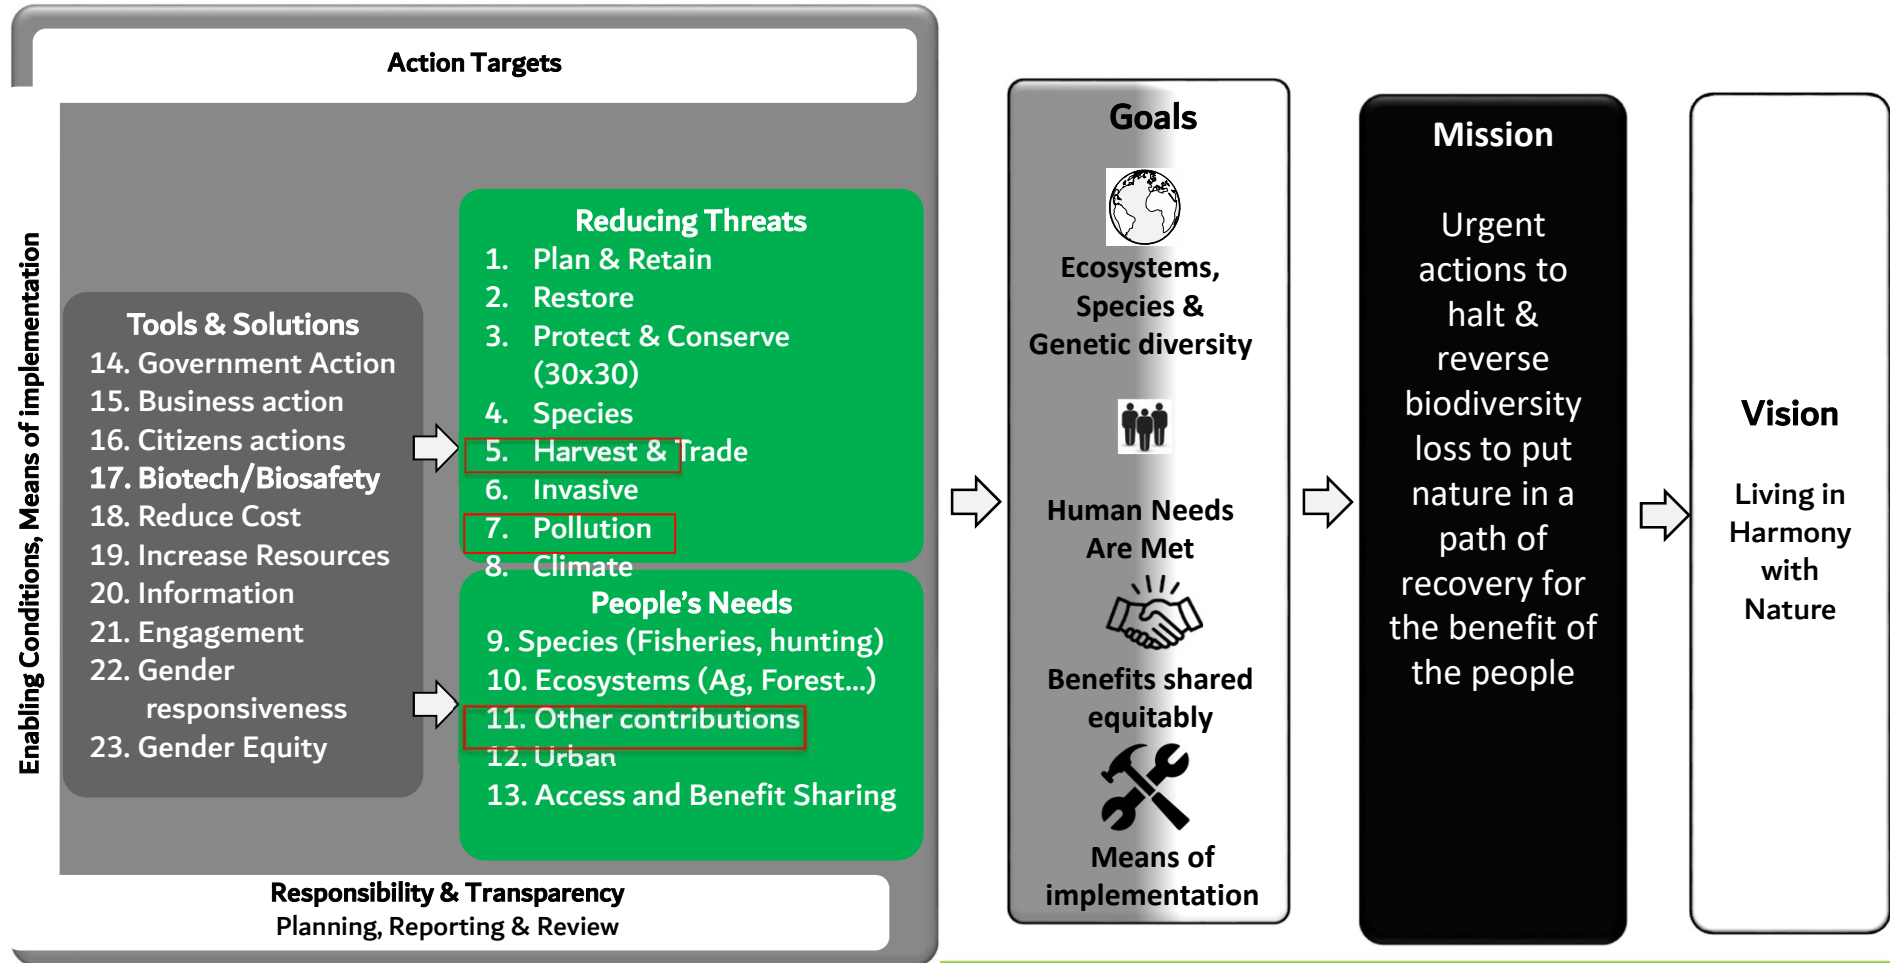 Action Targets
Enabling Conditions, Means of implementation
Tools & Solutions
14. Government Action
15. Business action
16. Citizens actions
17. Biotech/Biosafety
18. Reduce Cost
19. Increase Resources
20. Information
21. Engagement
22. Gender
responsiveness
23. Gender Equity
Reducing Threats
1. Plan & Retain
2. Restore
3. Protect & Conserve
(30x30)
4. Species
5. Harvest & Trade
6. Invasive
7. Pollution
8. Climate
People's Needs
9. Species (Fisheries, hunting)
10. Ecosystems (Ag, Forest...)
11. Other contributions
12. Urban
13. Access and Benefit Sharing
Responsibility & Transparency
Planning, Reporting & Review
Goals
Ecosystems,
Species &
Genetic diversity
Human Needs
Are Met
Benefits shared
equitably
Means of
implementation
Mission
Urgent
actions to
halt &
reverse
biodiversity
loss to put
nature in a
path of
recovery for
the benefit of
the people
Vision
Living in
Harmony
with
Nature